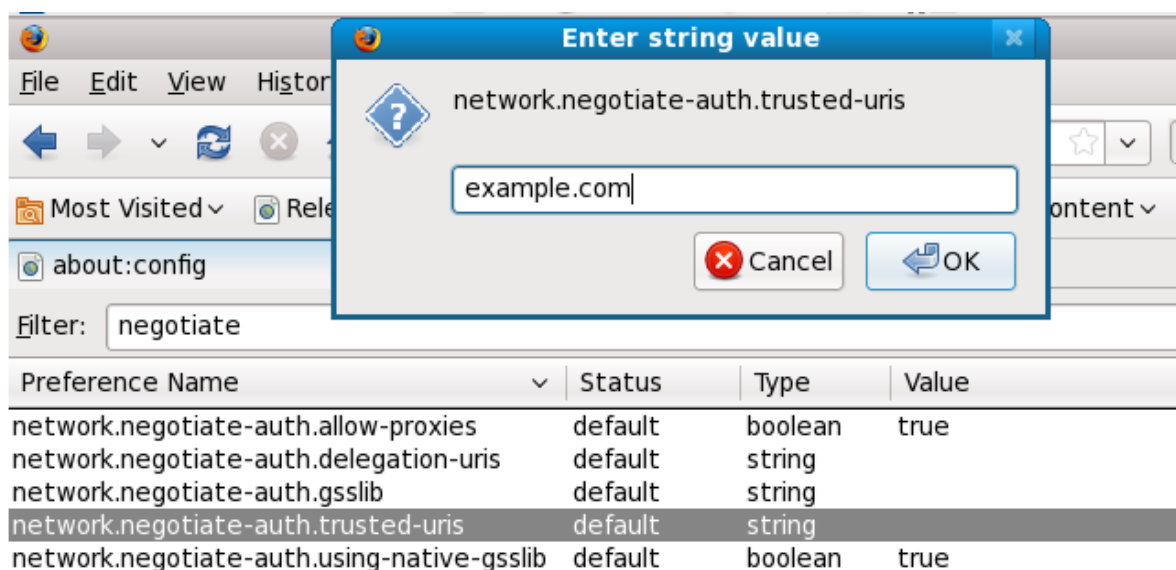 Enter string value
File Edit View Histor
network.negotiate-auth.trusted-uris
?
example.com
Most Visited Rele ontent
Cancel OK
about:config
Filter: negotiate
Preference Name Status Type Value
network.negotiate-auth.allow-proxies default boolean true
network.negotiate-auth.delegation-uris default string
network.negotiate-auth.gsslib default string
network.negotiate-auth.trusted-uris default string
network.negotiate-auth.using-native-gsslib default boolean true